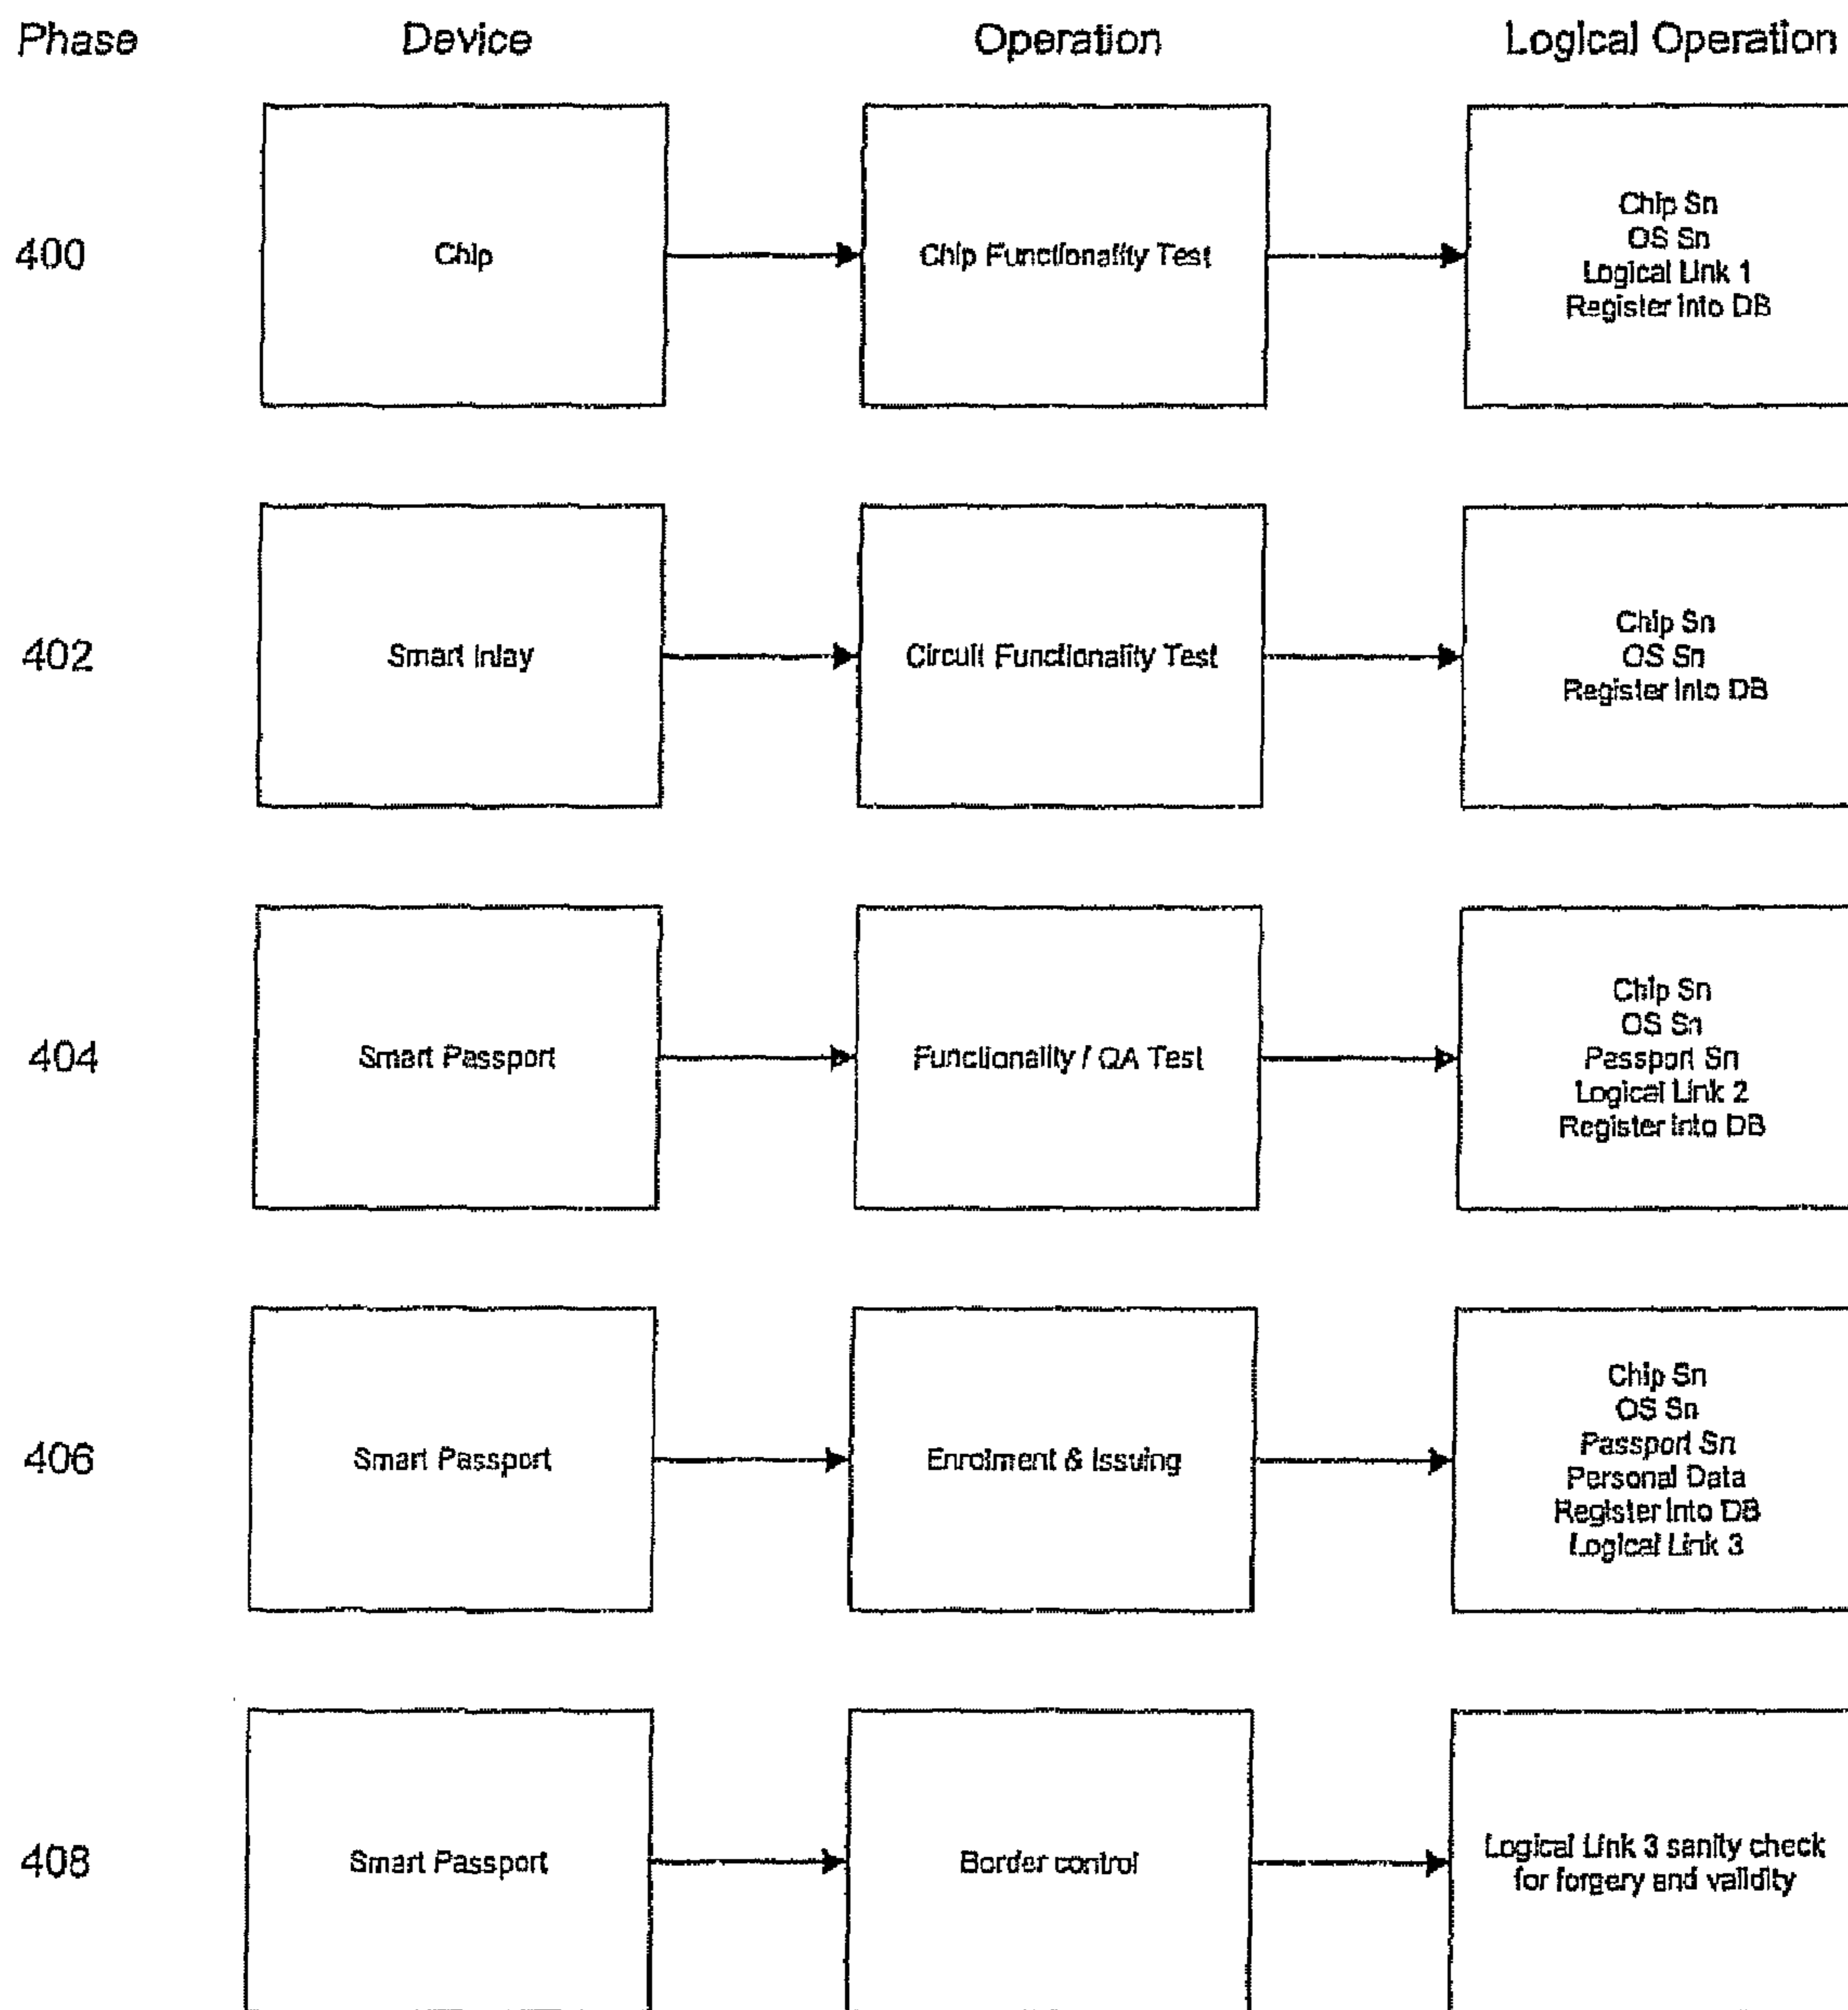 Phase Device Operation Logical Operation
400
Chip
Chip Functionality Test
Chip Sn
OS Sn
Logical Link 1
Register Into DB
402
Smart Inlay
Circuit Functionality Test
Chip Sn
OS Sn
Register Into DB
404
Smart Passport
Functionality / QA Test
Chip Sn
OS Sn
Passport Sn
Logical Link 2
Register Into DB
406
Smart Passport
Enrolment & Issuing
Chip Sn
OS Sn
Passport Sn
Personal Data
Register Into DB
Logical Link 3
408
Smart Passport
Border control
Logical Link 3 sanity check
for forgery and validity